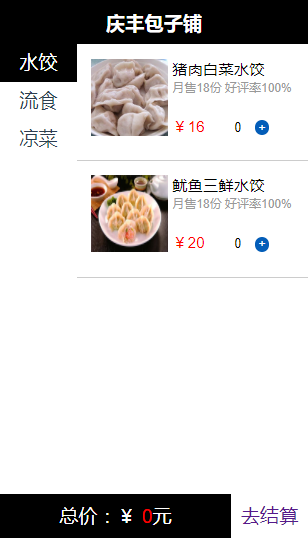 庆丰包子铺
水饺
流食
凉菜
猪肉白菜水饺
月售18份 好评率100%
￥16 0 +
鱿鱼三鲜水饺
月售18份 好评率100%
￥20 0 +
总价：￥ 0元 去结算